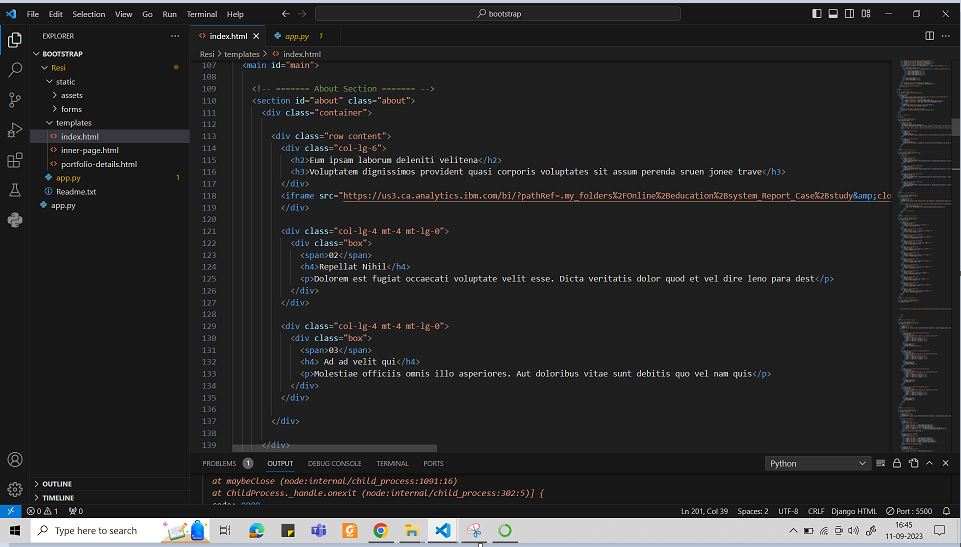 File Edit Selection View Go Run Terminal Help bootstrap
EXPLORER
BOOTSTRAP
Resi
static
assets
forms
templates
index.html
inner-page.html
portfolio-details.html
app.py 1
Readme.txt
app.py
OUTLINE
TIMELINE
index.html app.py 1
Resi > templates > index.html
107 <main id="main">
108
109 <!-- ======= About Section ======= -->
110 <section id="about" class="about">
111 <div class="container">
112
113 <div class="row content">
114 <div class="col-lg-6">
115 <h2>Eum ipsam laborum deleniti velitena</h2>
116 <h3>Voluptatem dignissimos provident quasi corporis voluptates sit assum perenda sruen jonee trave</h3>
117 </div>
118 <iframe src="https://us3.ca.analytics.ibm.com/bi/?pathRef=.my_folders%2FOnline%2Beducation%2Bsystem_Report_Case%2Bstudy&amp;clo
119 </div>
120
121 <div class="col-lg-4 mt-4 mt-lg-0">
122 <div class="box">
123 <span>02</span>
124 <h4>Repellat Nihil</h4>
125 <p>Dolorem est fugiat occaecati voluptate velit esse. Dicta veritatis dolor quod et vel dire leno para dest</p>
126 </div>
127 </div>
128
129 <div class="col-lg-4 mt-4 mt-lg-0">
130 <div class="box">
131 <span>03</span>
132 <h4> Ad ad velit qui</h4>
133 <p>Molestiae officiis omnis illo asperiores. Aut doloribus vitae sunt debitis quo vel nam quis</p>
134 </div>
135 </div>
136
137 </div>
138
139 </div>
PROBLEMS 1 OUTPUT DEBUG CONSOLE TERMINAL PORTS Python
at maybeClose (node:internal/child_process:1091:16)
at ChildProcess._handle.onexit (node:internal/child_process:302:5)] {
0 1 0 Ln 201, Col 39 Spaces: 2 UTF-8 CRLF Django HTML Port : 5500
Type here to search
16:45
11-09-2023